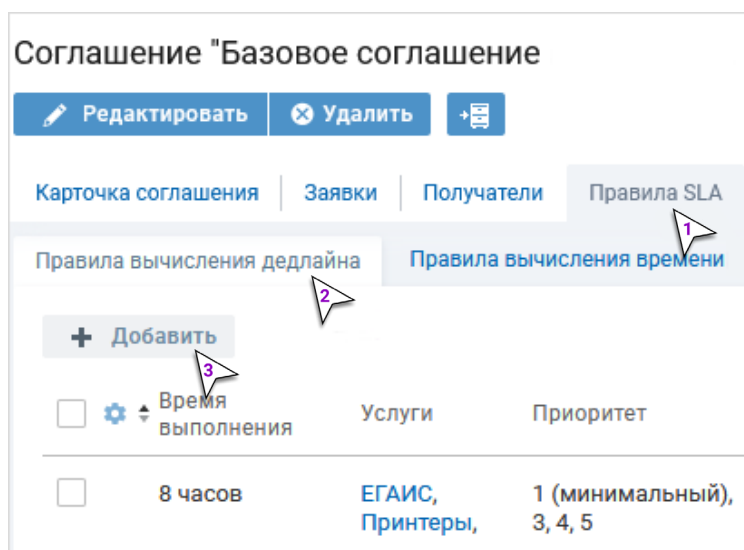 Соглашение "Базовое соглашение
Редактировать Удалить
Карточка соглашения Заявки Получатели Правила SLA
1
Правила вычисления дедлайна Правила вычисления времени
2
Добавить
3
Время выполнения Услуги Приоритет
8 часов ЕГАИС, 1 (минимальный),
Принтеры, 3, 4, 5